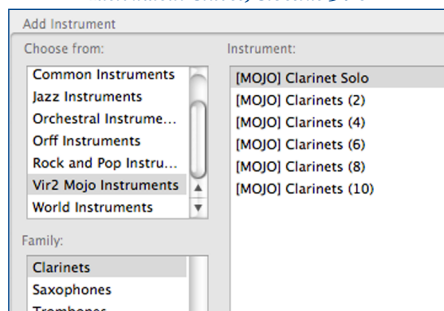 Add Instrument
Choose from:
Common Instruments
Jazz Instruments
Orchestral Instrume...
Orff Instruments
Rock and Pop Instru...
Vir2 Mojo Instruments
World Instruments
Family:
Clarinets
Saxophones
Trombones
Instrument:
[MOJO] Clarinet Solo
[MOJO] Clarinets (2)
[MOJO] Clarinets (4)
[MOJO] Clarinets (6)
[MOJO] Clarinets (8)
[MOJO] Clarinets (10)